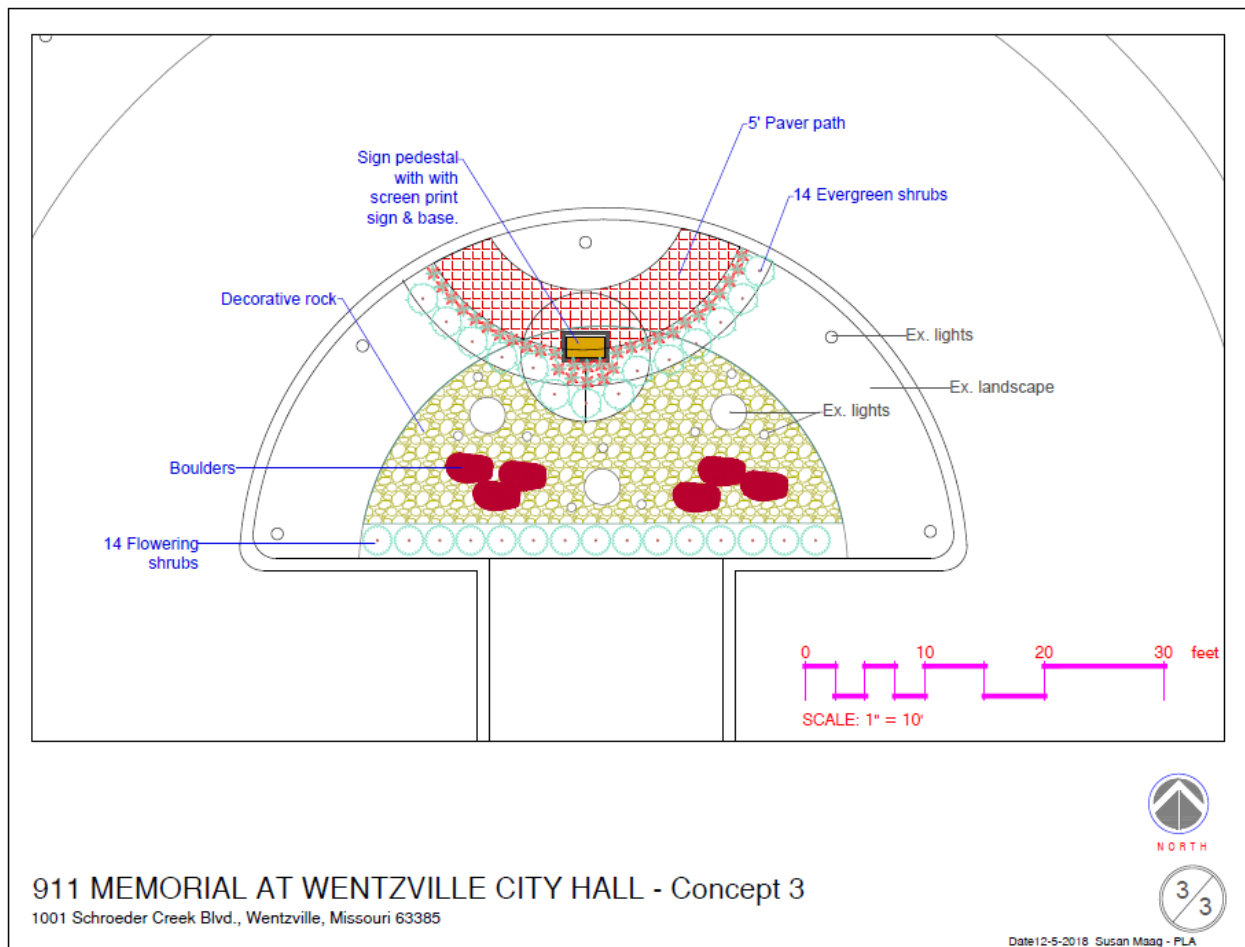 5' Paver path
Sign pedestal
with with
screen print
sign & base.
14 Evergreen shrubs
Decorative rock
Ex. lights
Ex. landscape
Ex. lights
Boulders
14 Flowering
shrubs
0 10 20 30 feet
SCALE: 1" = 10'
NORTH
911 MEMORIAL AT WENTZVILLE CITY HALL - Concept 3
1001 Schroeder Creek Blvd., Wentzville, Missouri 63385
3/3
Date12-5-2018 Susan Maag - PLA